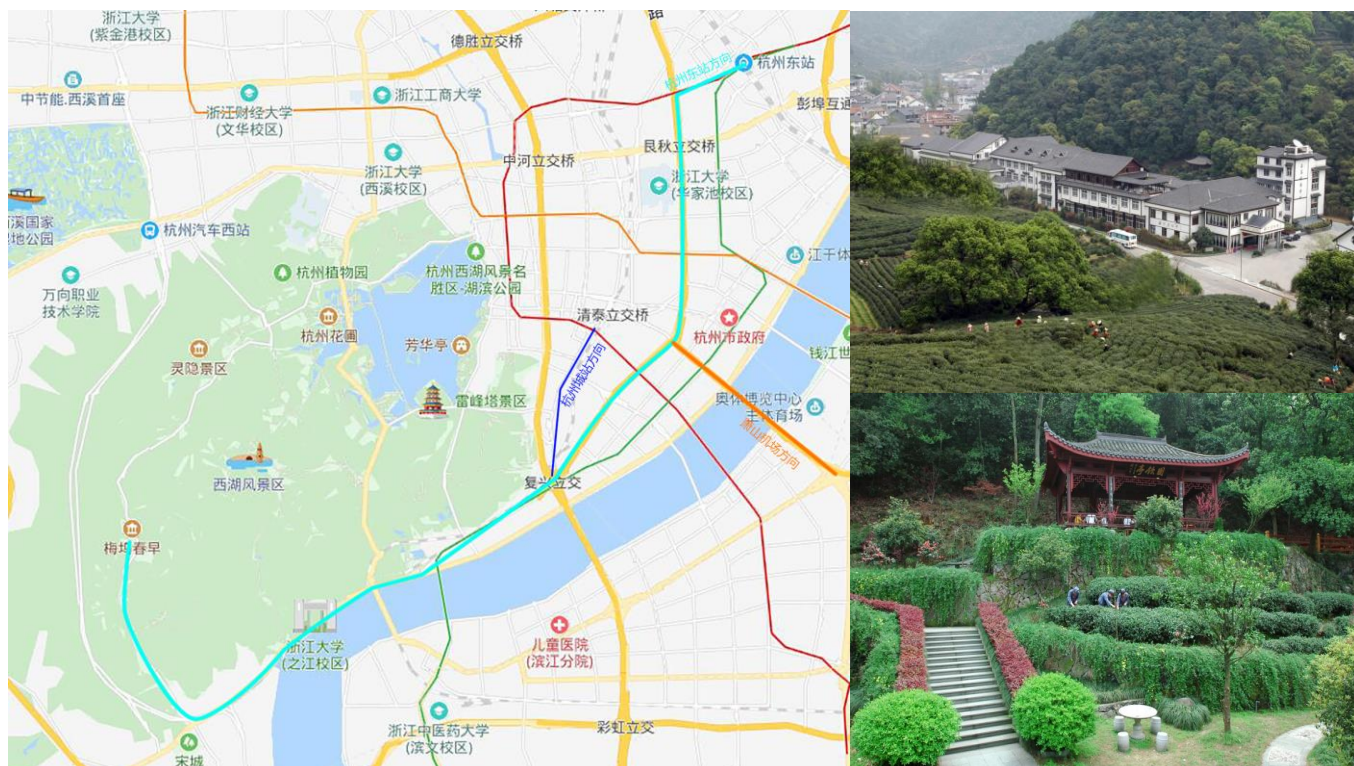 浙江大学
(紫金港校区)
路
德胜立交桥
杭州东站
杭州东站方向
中节能.西溪首座
浙江财经大学
(文华校区)
浙江工商大学
彭埠互通
中河立交桥
艮秋立交桥
浙江大学
(西溪校区)
浙江大学
(华家池校区)
杭州汽车西站
万向职业
技术学院
杭州植物园
杭州西湖风景名
胜区-湖滨公园
江干体
清泰立交桥
杭州花圃
芳华亭
杭州市政府
钱江世
灵隐景区
杭州城站方向
雷峰塔景区
奥体博览中心
主体育场
萧山机场方向
西湖风景区
复兴立交
梅坞春早
浙江大学
(之江校区)
儿童医院
(滨江分院)
浙江中医药大学
(滨文校区)
彩虹立交
宋城